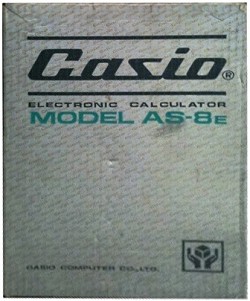 Casio®
ELECTRONIC CALCULATOR
MODEL AS-8E
CASIO COMPUTER CO., LTD.